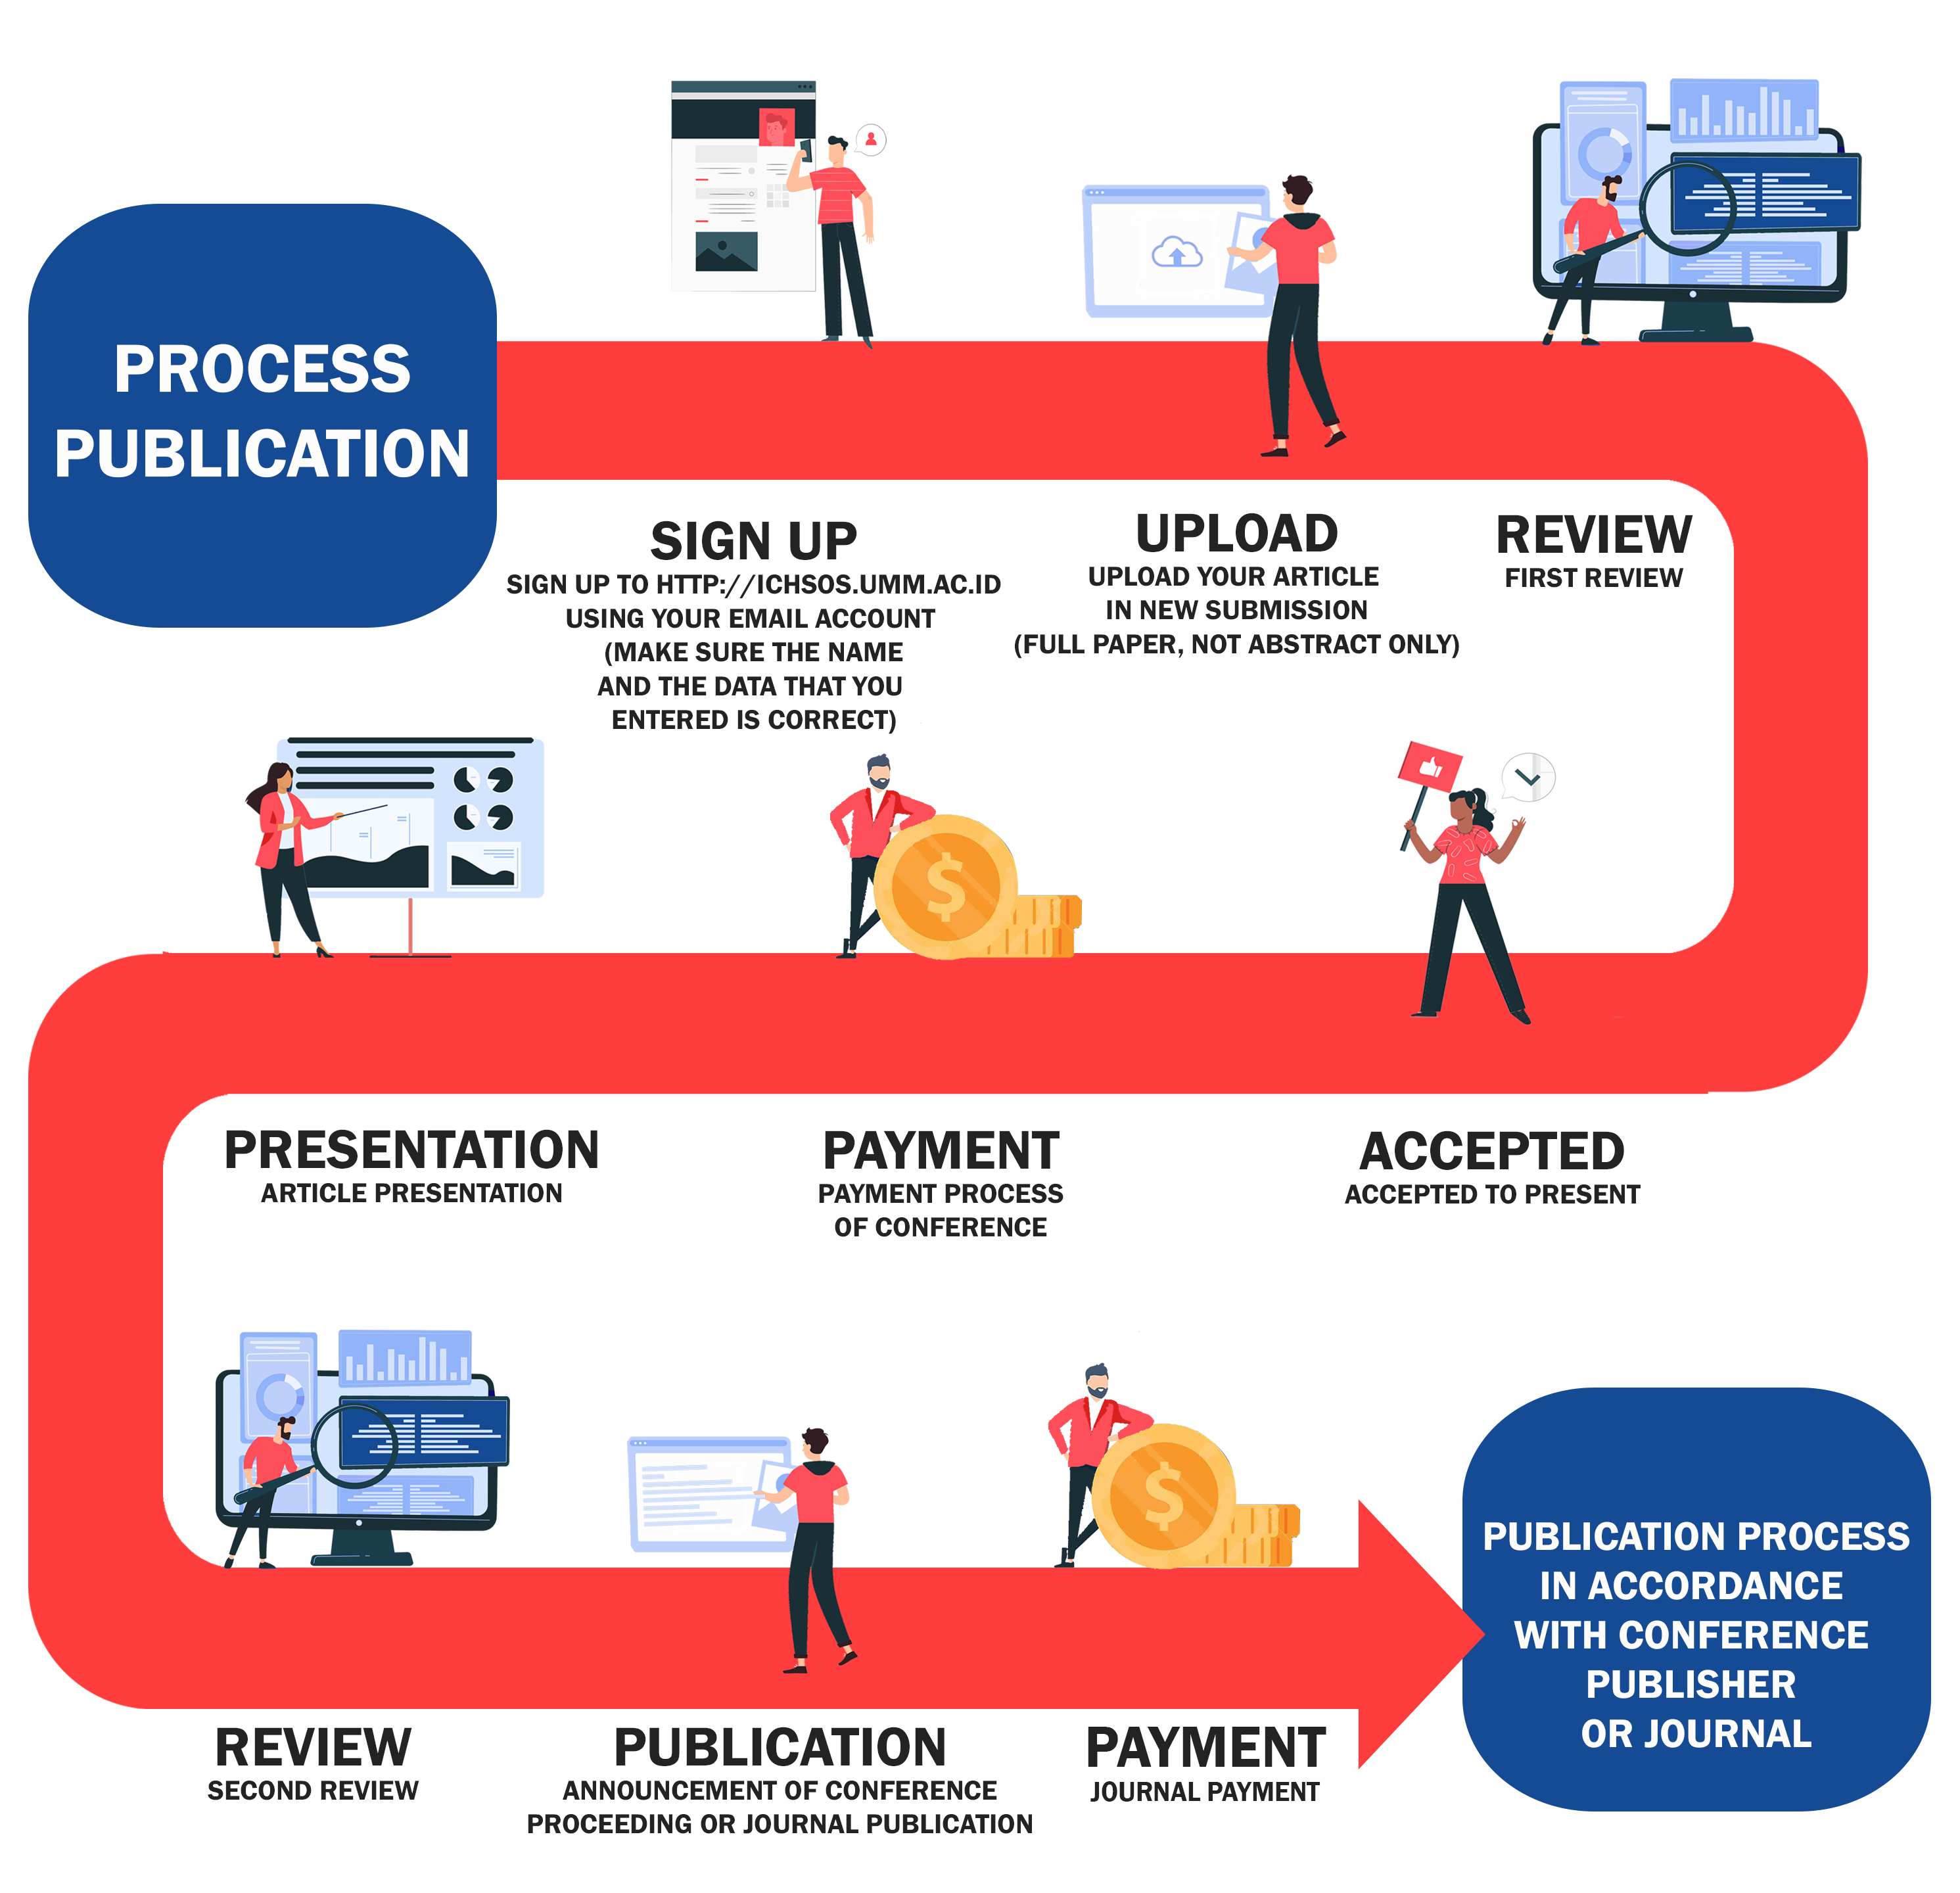 PROCESS
PUBLICATION
SIGN UP
SIGN UP TO HTTP://ICHSOS.UMM.AC.ID
USING YOUR EMAIL ACCOUNT
(MAKE SURE THE NAME
AND THE DATA THAT YOU
ENTERED IS CORRECT)
UPLOAD
UPLOAD YOUR ARTICLE
IN NEW SUBMISSION
(FULL PAPER, NOT ABSTRACT ONLY)
REVIEW
FIRST REVIEW
ACCEPTED
ACCEPTED TO PRESENT
PAYMENT
PAYMENT PROCESS
OF CONFERENCE
PRESENTATION
ARTICLE PRESENTATION
REVIEW
SECOND REVIEW
PUBLICATION
ANNOUNCEMENT OF CONFERENCE
PROCEEDING OR JOURNAL PUBLICATION
PAYMENT
JOURNAL PAYMENT
PUBLICATION PROCESS
IN ACCORDANCE
WITH CONFERENCE
PUBLISHER
OR JOURNAL